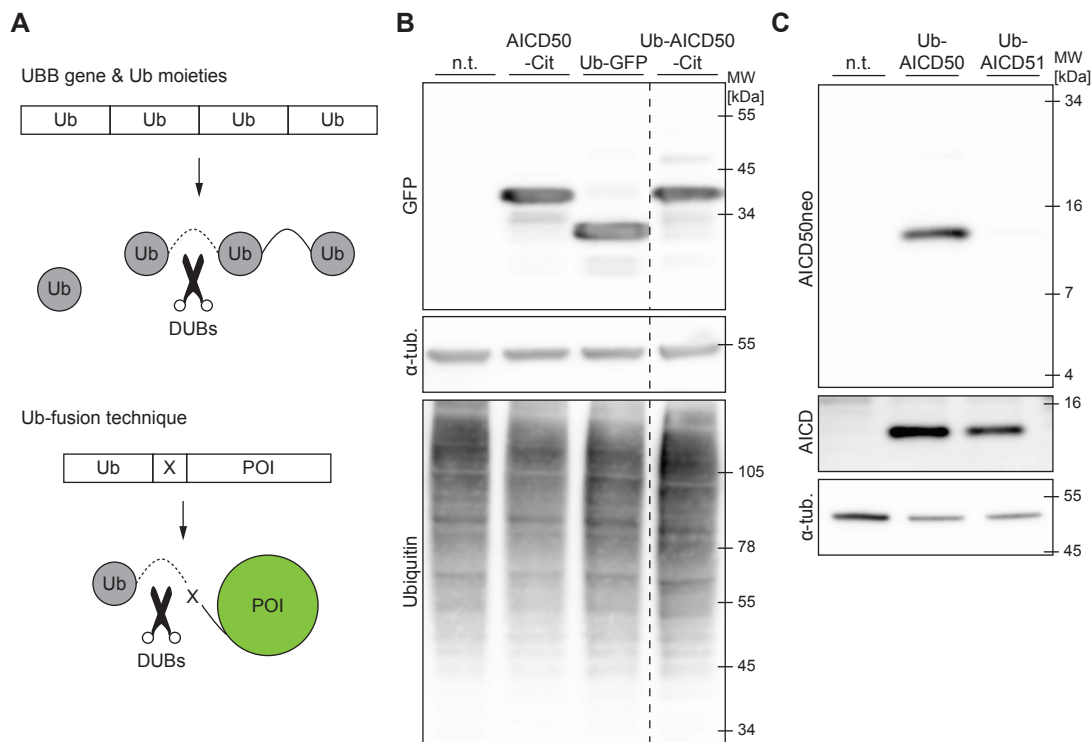 A
UBB gene & Ub moieties
Ub Ub Ub Ub
Ub Ub Ub
Ub
DUBs
Ub-fusion technique
Ub X POI
Ub X POI
DUBs
B
n.t. AICD50 -Cit Ub-GFP Ub-AICD50 -Cit
MW [kDa]
GFP
55
45
34
α-tub.
55
Ubiquitin
105
78
55
45
34
C
n.t. Ub-AICD50 Ub-AICD51
MW [kDa]
AICD50neo
34
16
7
4
AICD
16
α-tub.
55
45